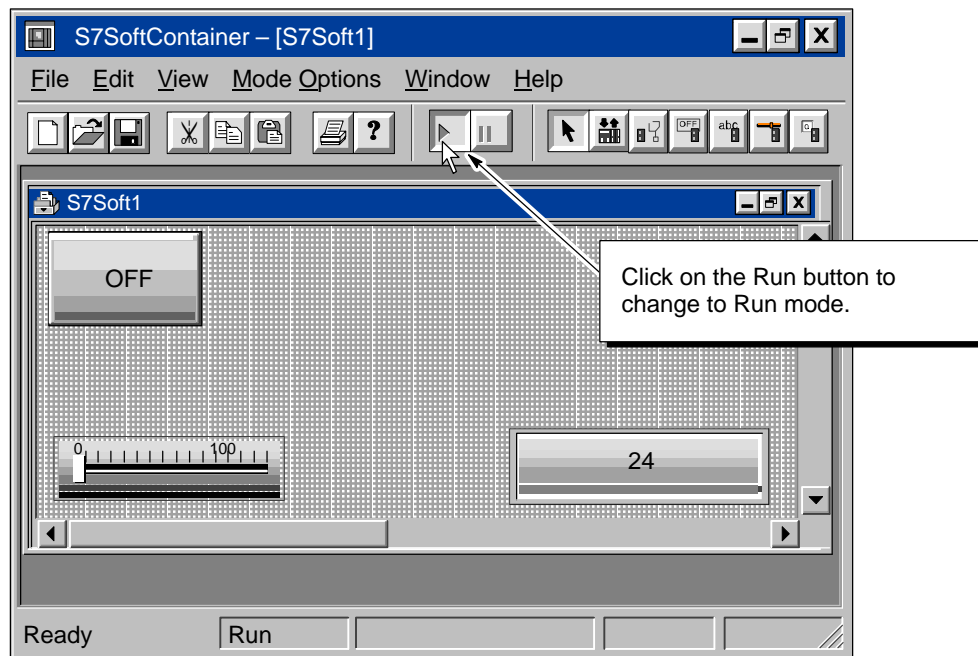 S7SoftContainer – [S7Soft1]
File Edit View Mode Options Window Help
? OFF abc
S7Soft1
OFF
Click on the Run button to
change to Run mode.
0 100
24
Ready Run